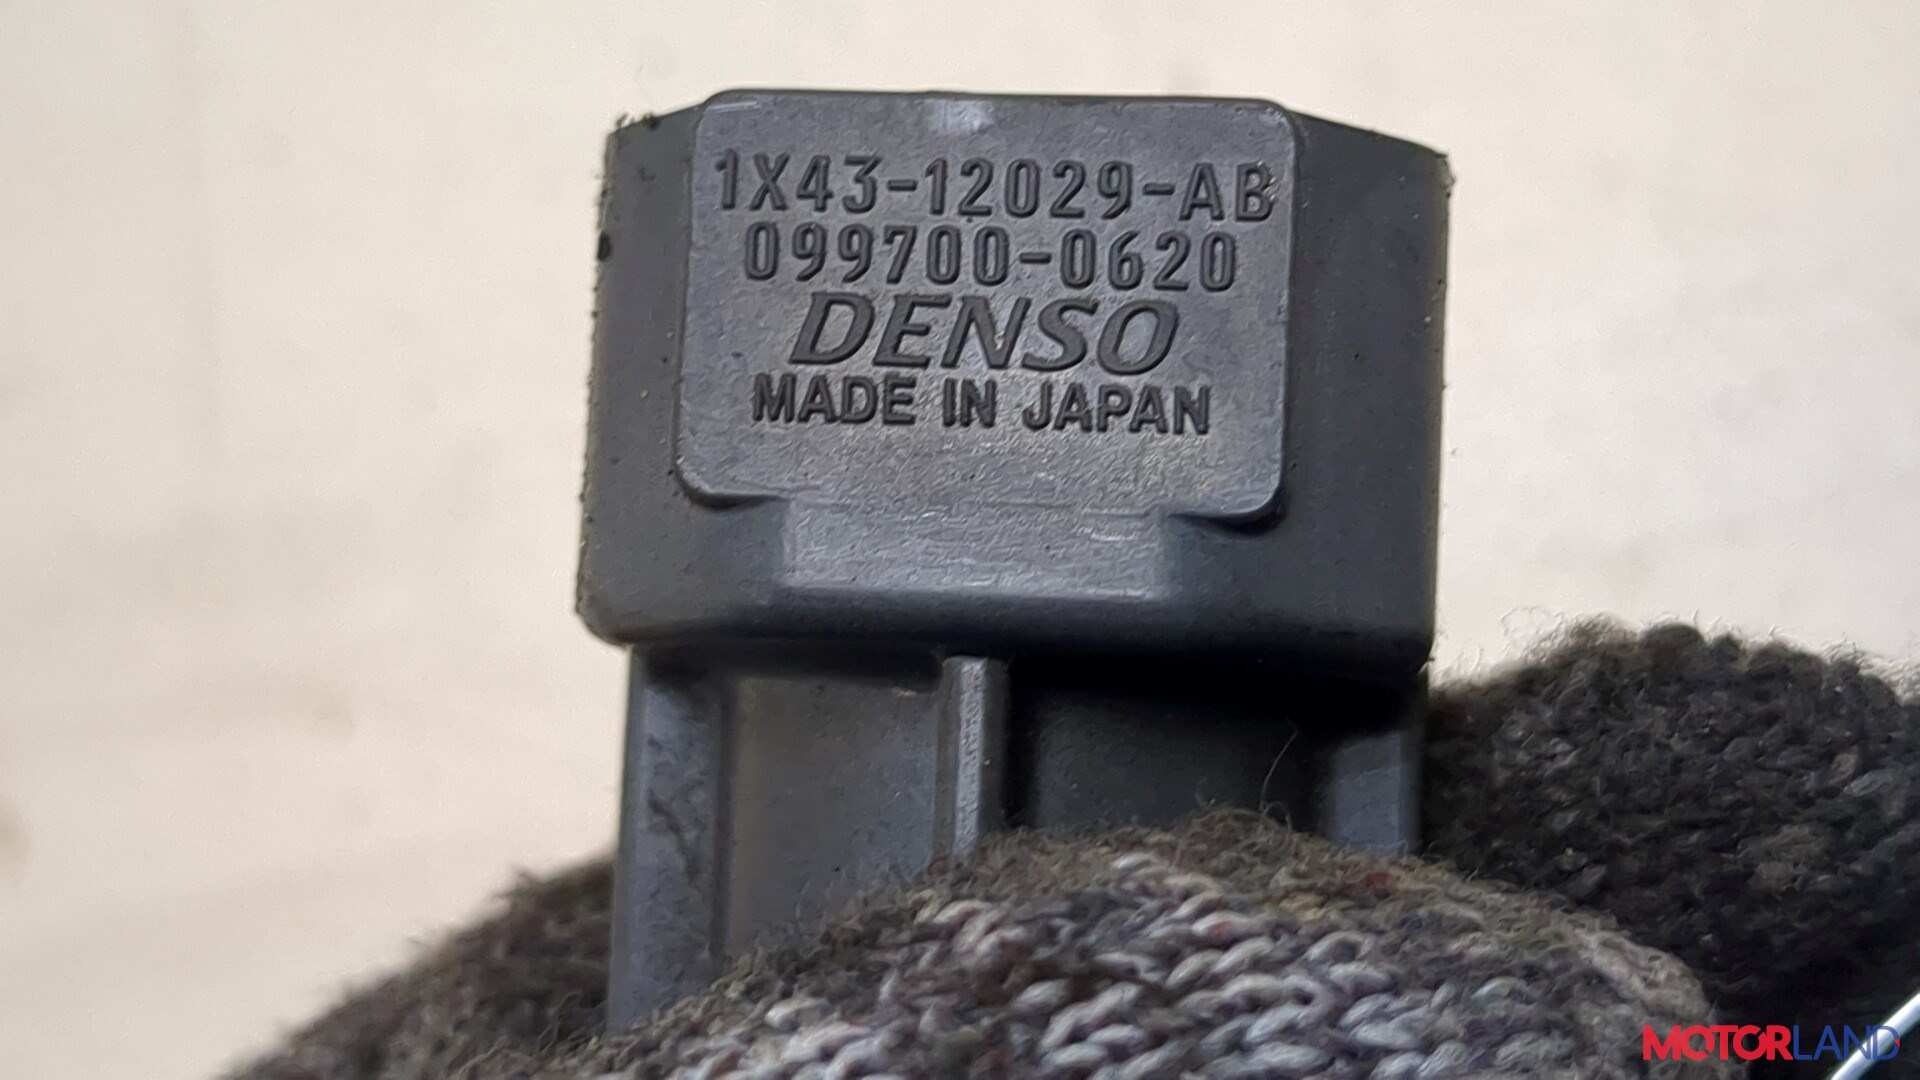 1X43-12029-AB
099700-0620
DENSO
MADE IN JAPAN
MOTORLAND